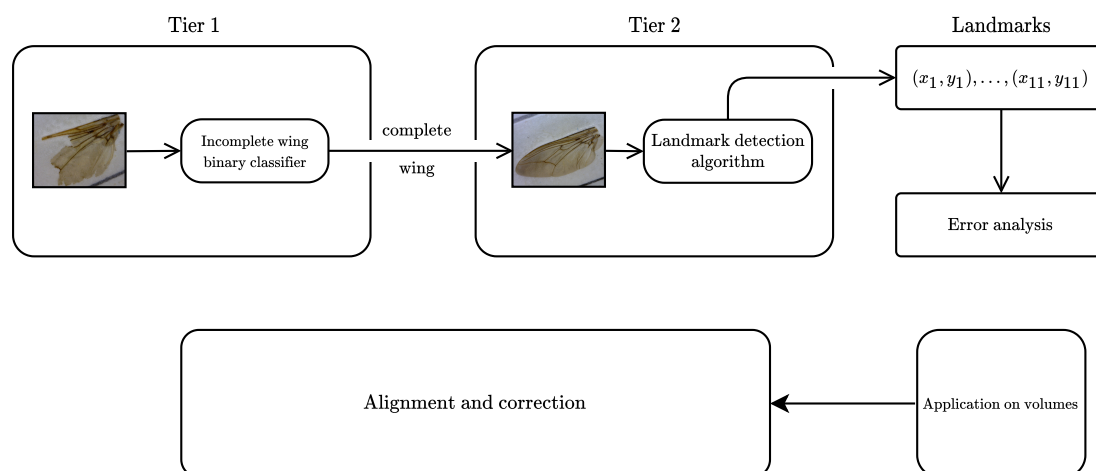 Tier 1
Tier 2
Landmarks
Incomplete wing
binary classifier
complete
wing
Landmark detection
algorithm
(x₁, y₁), ..., (x₁₁, y₁₁)
Error analysis
Alignment and correction
Application on volumes